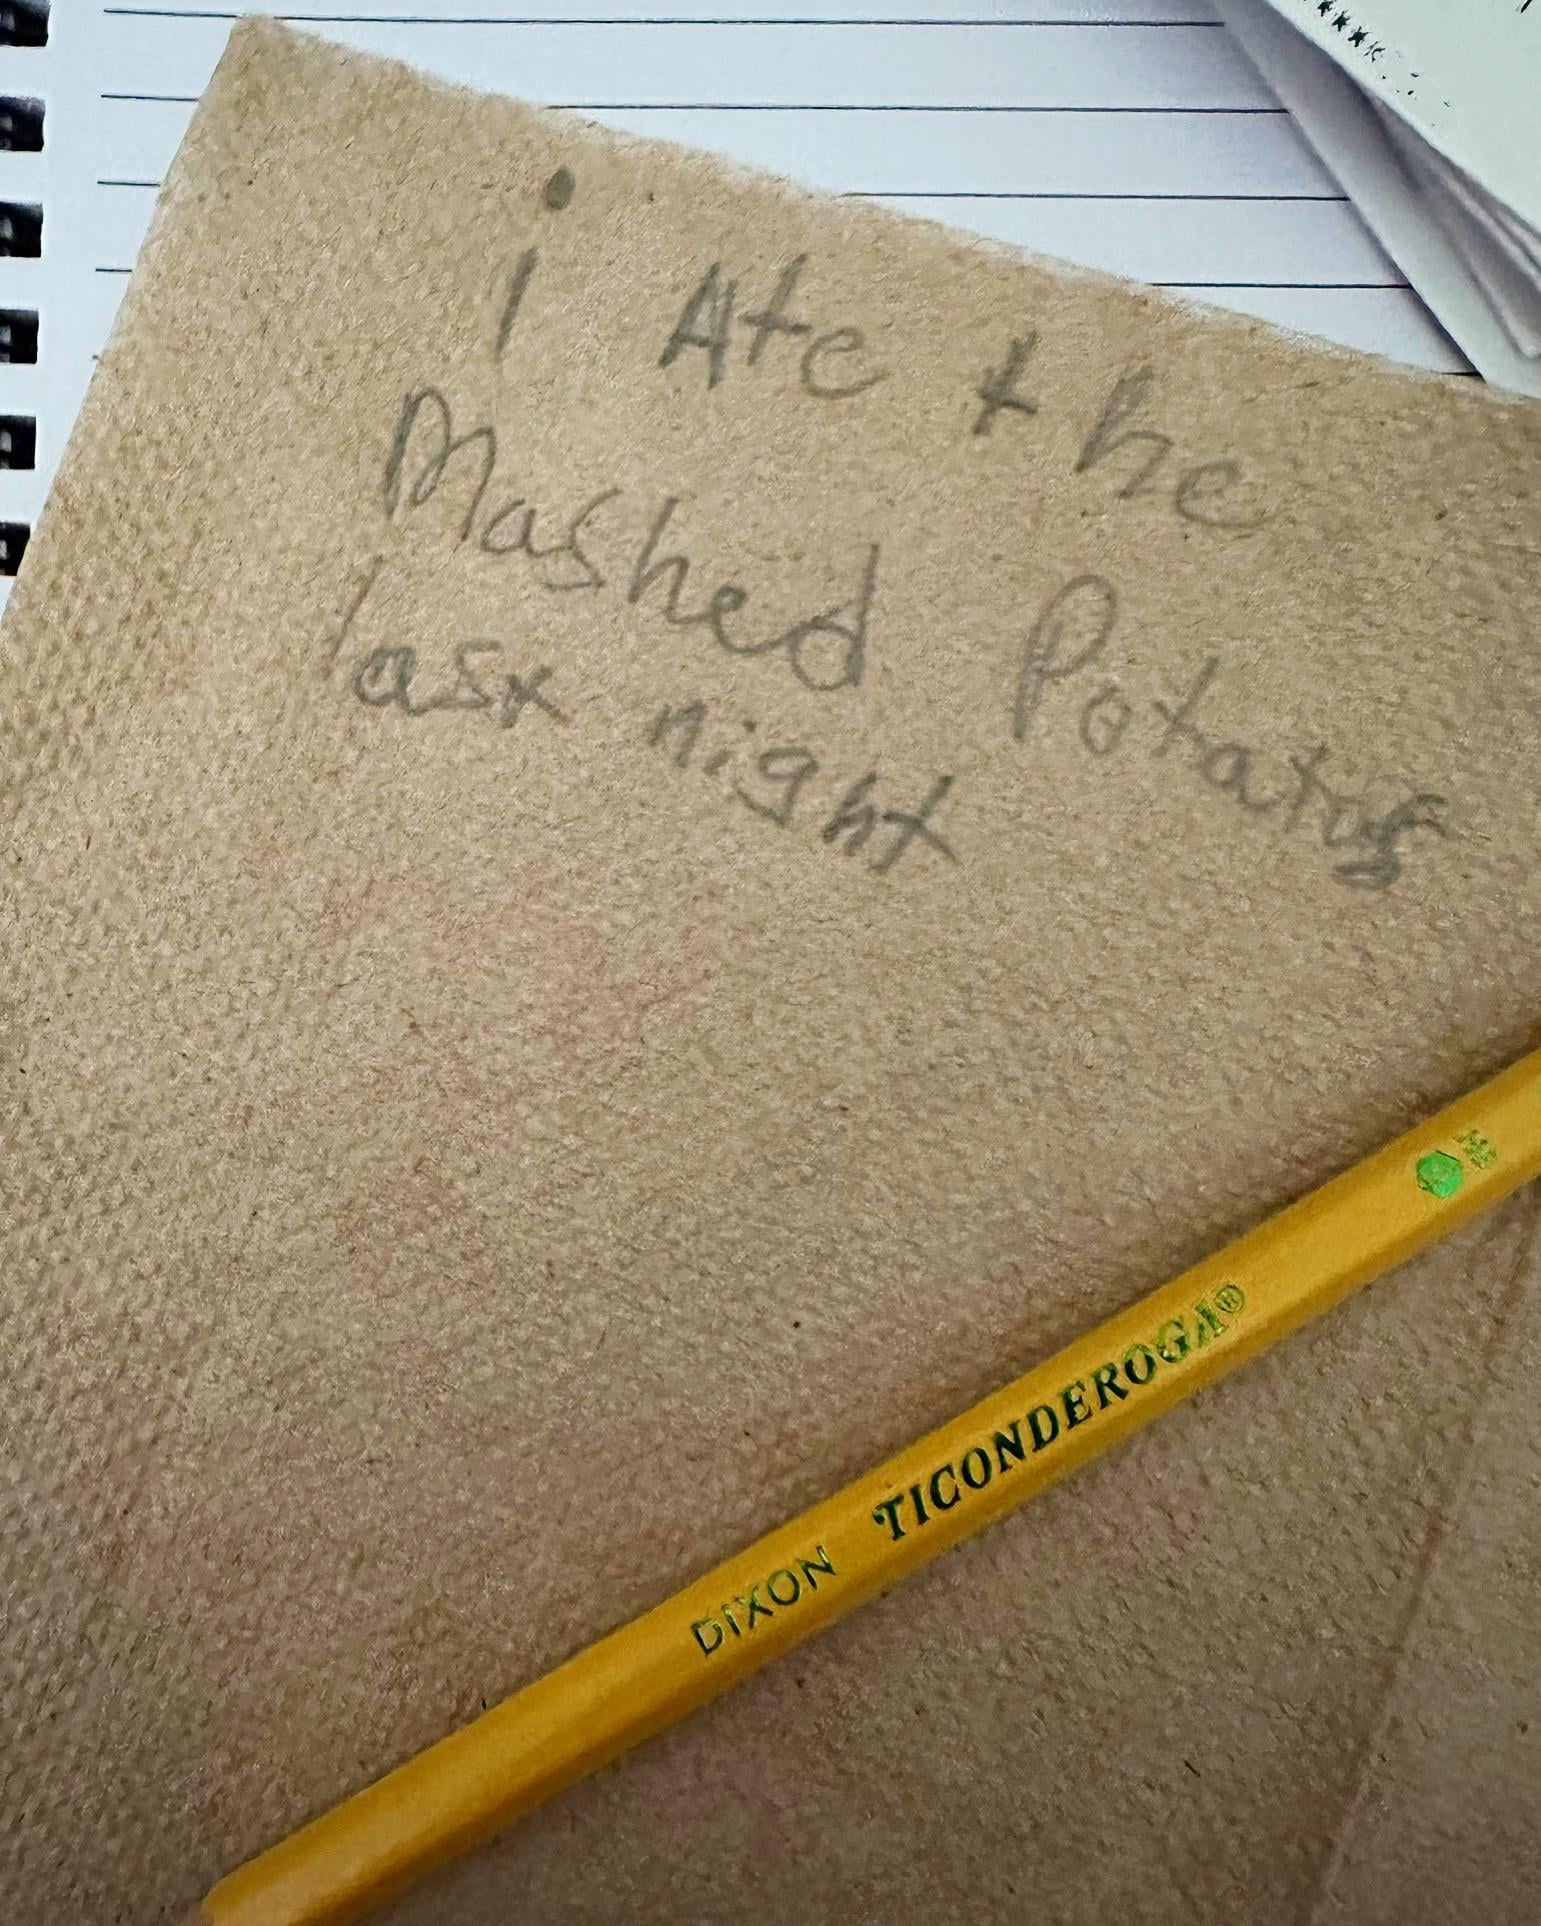 i Ate the
Mashed Potatos
last night
DIXON TICONDEROGA®